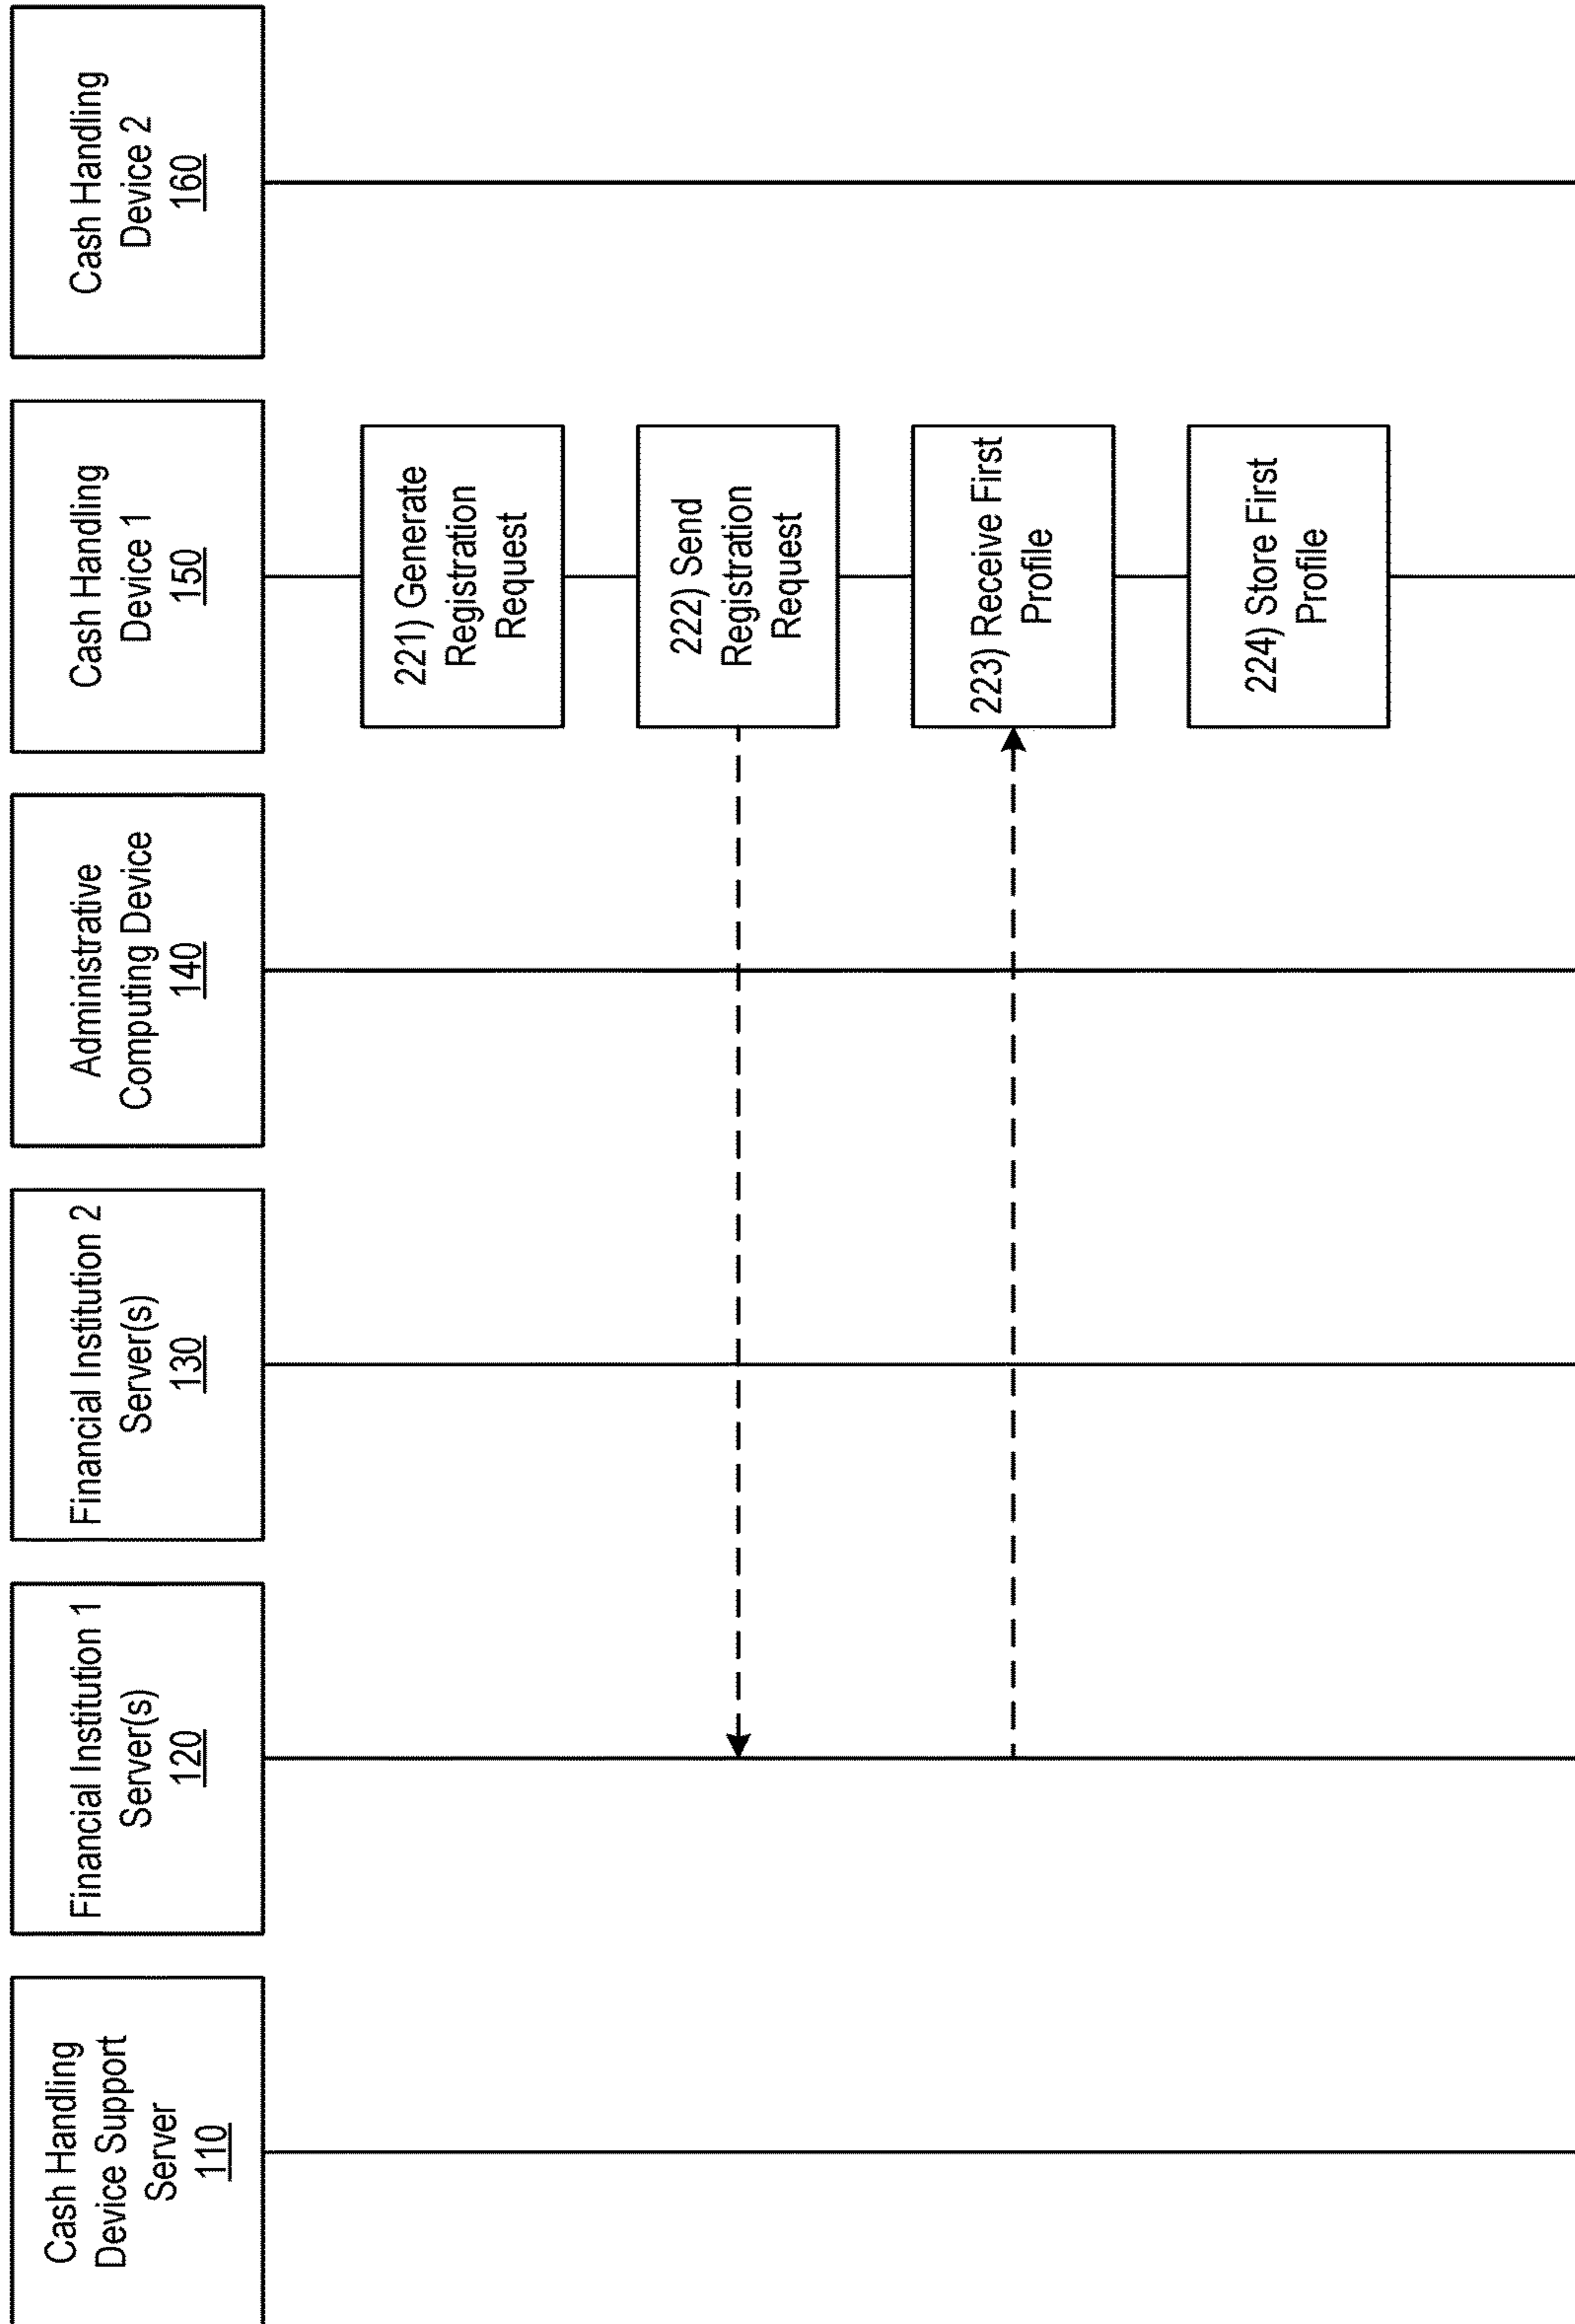 Cash Handling
Device Support
Server
110
Financial Institution 1
Server(s)
120
Financial Institution 2
Server(s)
130
Administrative
Computing Device
140
Cash Handling
Device 1
150
Cash Handling
Device 2
160
221) Generate
Registration
Request
222) Send
Registration
Request
223) Receive First
Profile
224) Store First
Profile